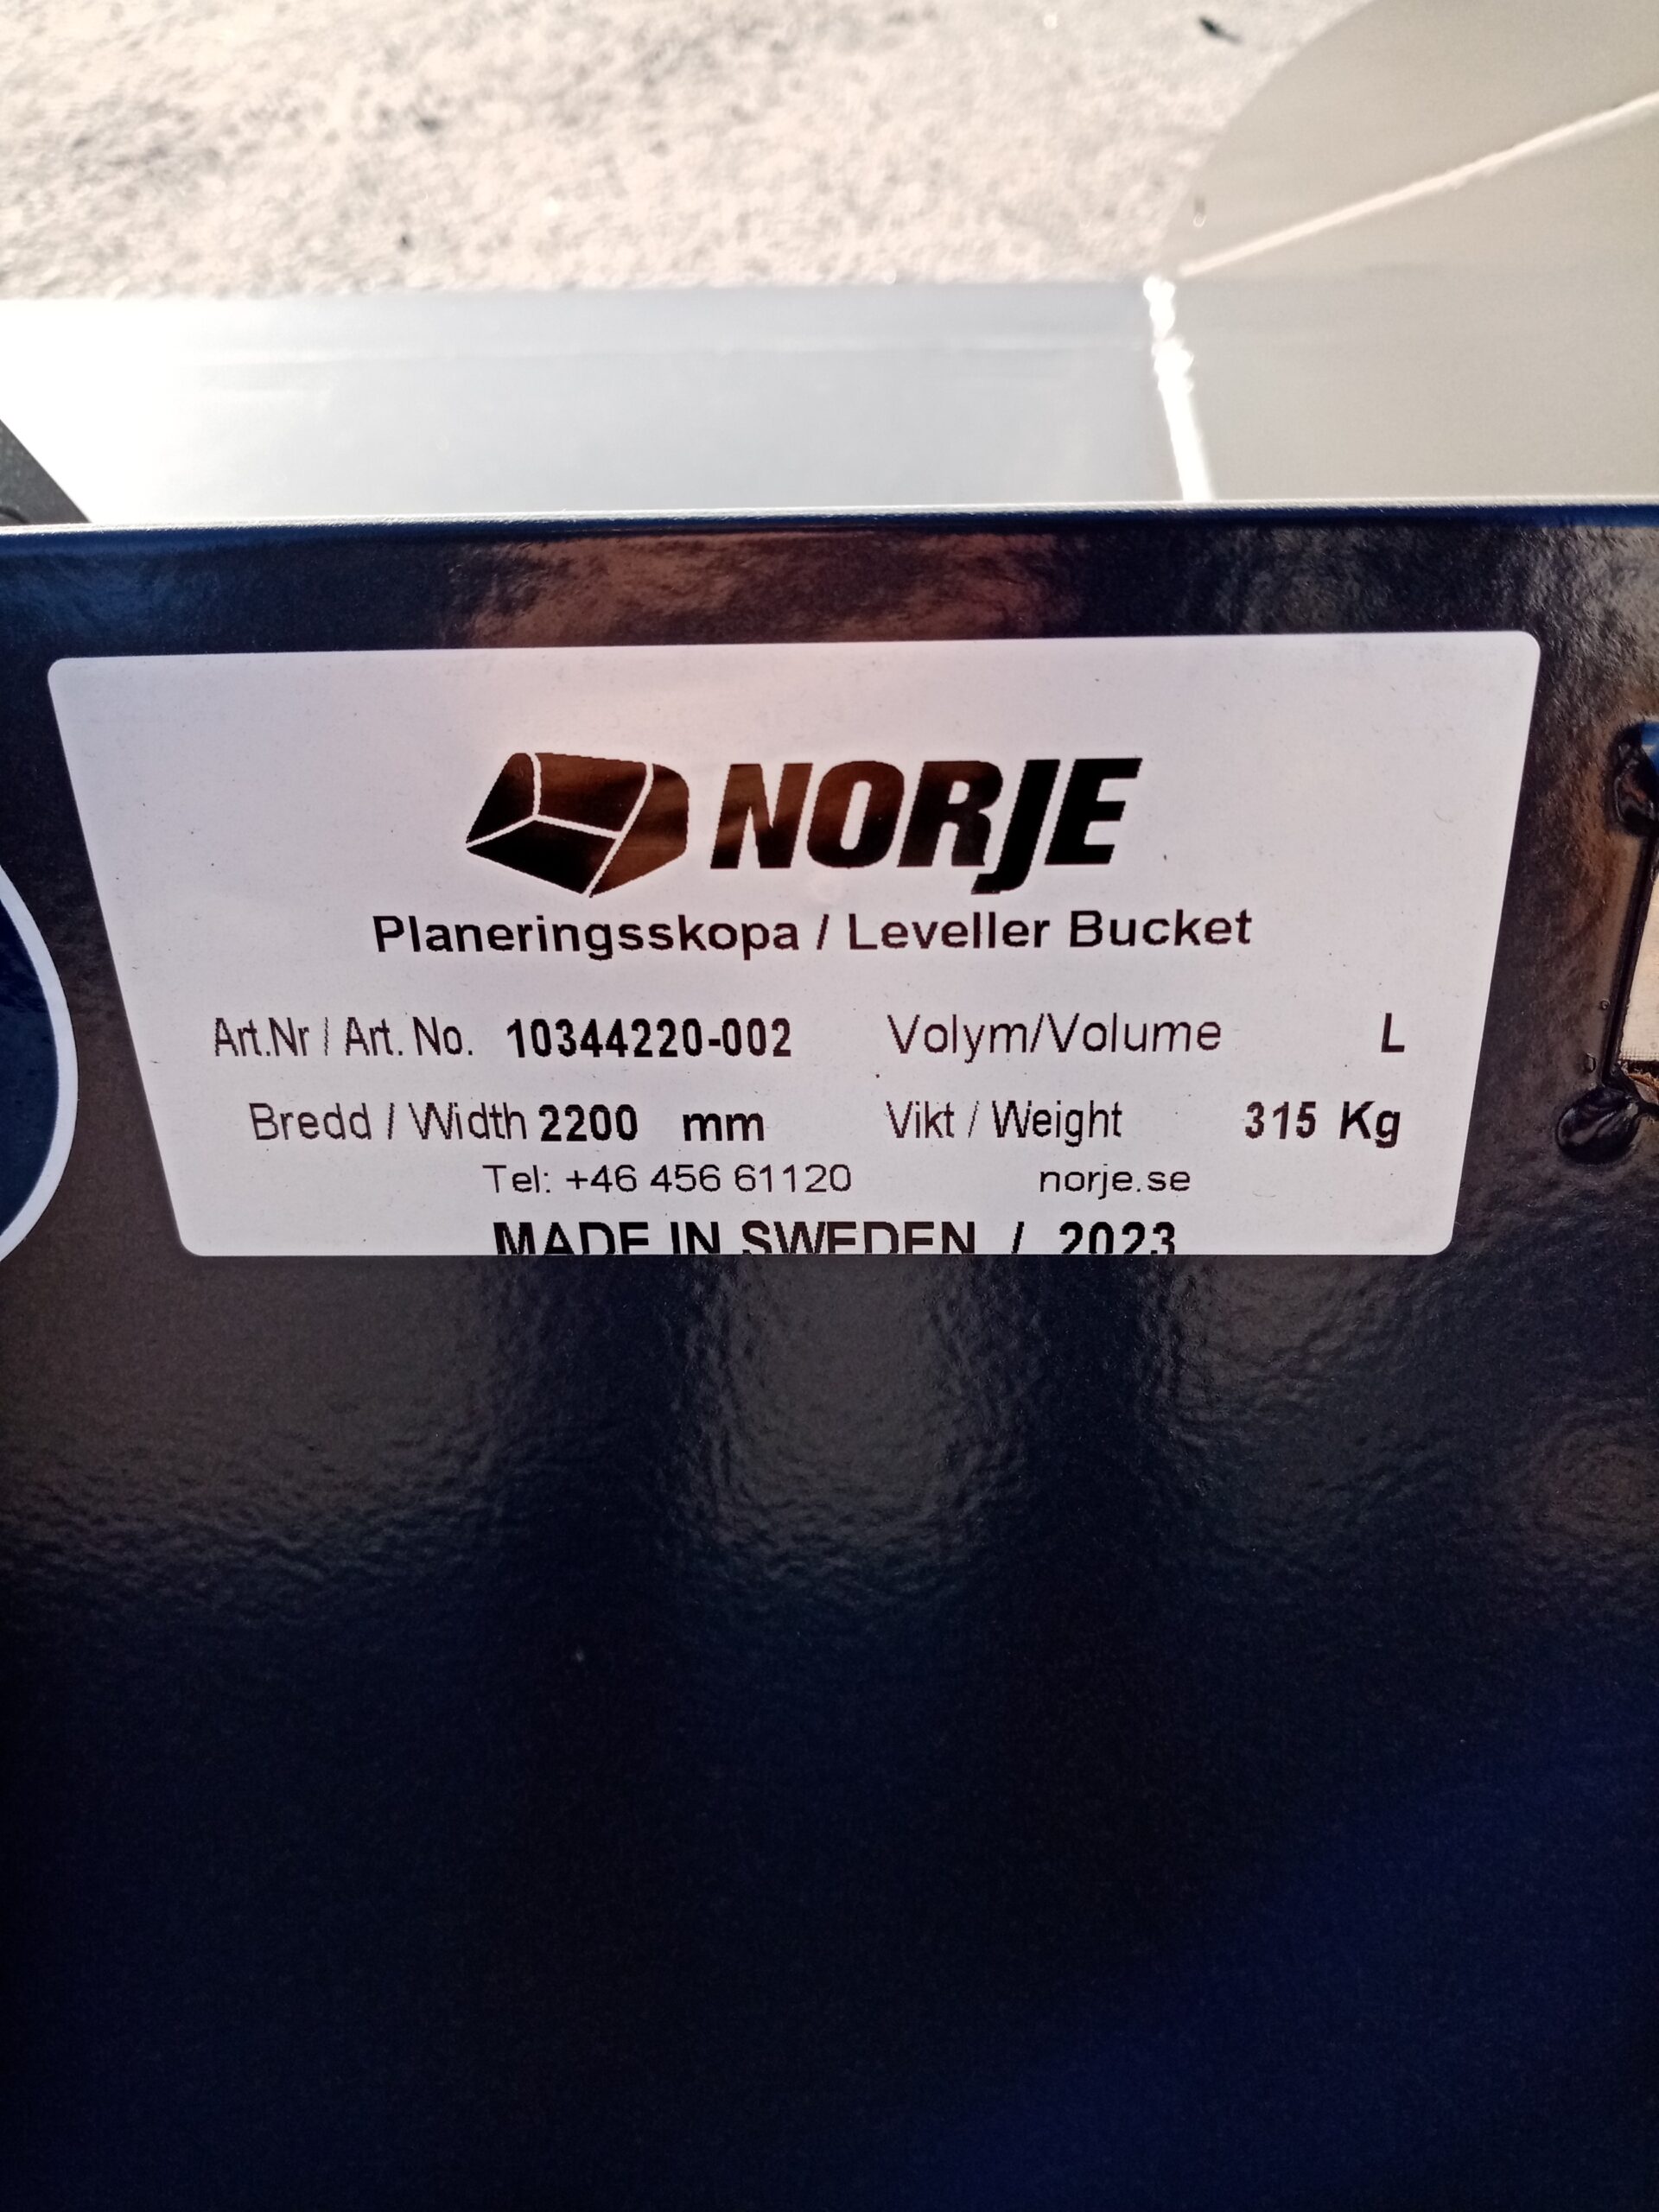 NORJE
Planeringsskopa / Leveller Bucket
Art.Nr / Art. No. 10344220-002 Volym/Volume L
Bredd / Width 2200 mm Vikt / Weight 315 Kg
Tel: +46 456 61120 norje.se
MADE IN SWEDEN / 2023